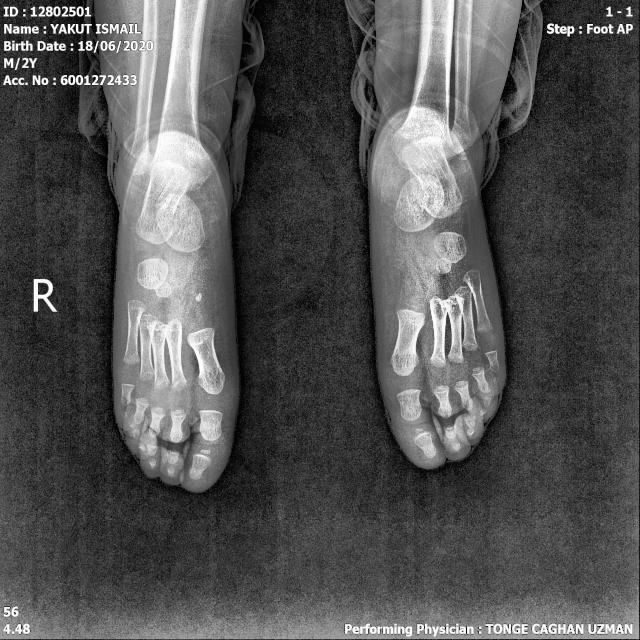 ID : 12802501
Name : YAKUT ISMAIL
Birth Date : 18/06/2020
M/2Y
Acc. No : 6001272433
1 - 1
Step : Foot AP
R
56
4.48
Performing Physician : TONGE CAGHAN UZMAN